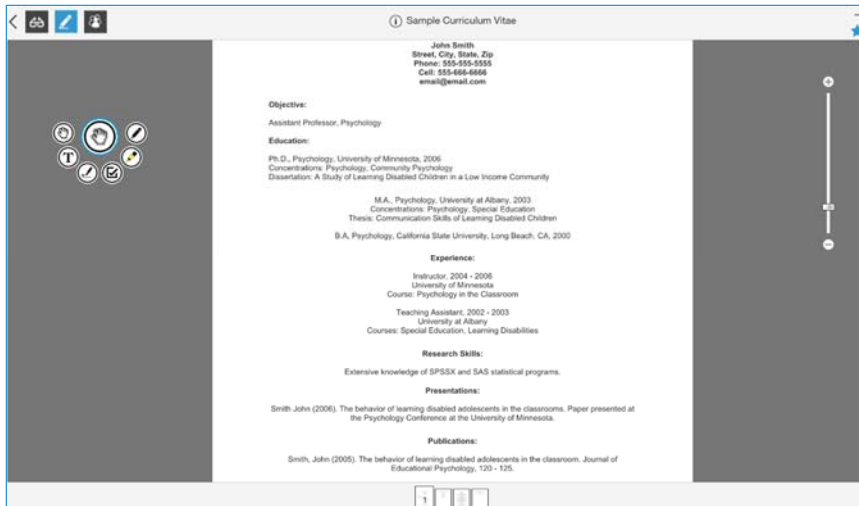 Sample Curriculum Vitae
John Smith
Street, City, State, Zip
Phone: 555-555-5555
Cell: 555-666-6666
email@email.com
Objective:
Assistant Professor, Psychology
Education:
Ph.D., Psychology, University of Minnesota, 2006
Concentrations: Psychology, Community Psychology
Dissertation: A Study of Learning Disabled Children in a Low Income Community
M.A., Psychology, University at Albany, 2003
Concentrations: Psychology, Special Education
Thesis: Communication Skills of Learning Disabled Children
B.A, Psychology, California State University, Long Beach, CA, 2000
Experience:
Instructor, 2004 - 2006
University of Minnesota
Course: Psychology in the Classroom
Teaching Assistant, 2002 - 2003
University at Albany
Courses: Special Education, Learning Disabilities
Research Skills:
Extensive knowledge of SPSSX and SAS statistical programs.
Presentations:
Smith John (2006). The behavior of learning disabled adolescents in the classrooms. Paper presented at
the Psychology Conference at the University of Minnesota.
Publications:
Smith, John (2005). The behavior of learning disabled adolescents in the classroom. Journal of
Educational Psychology, 120 - 125.
T
1